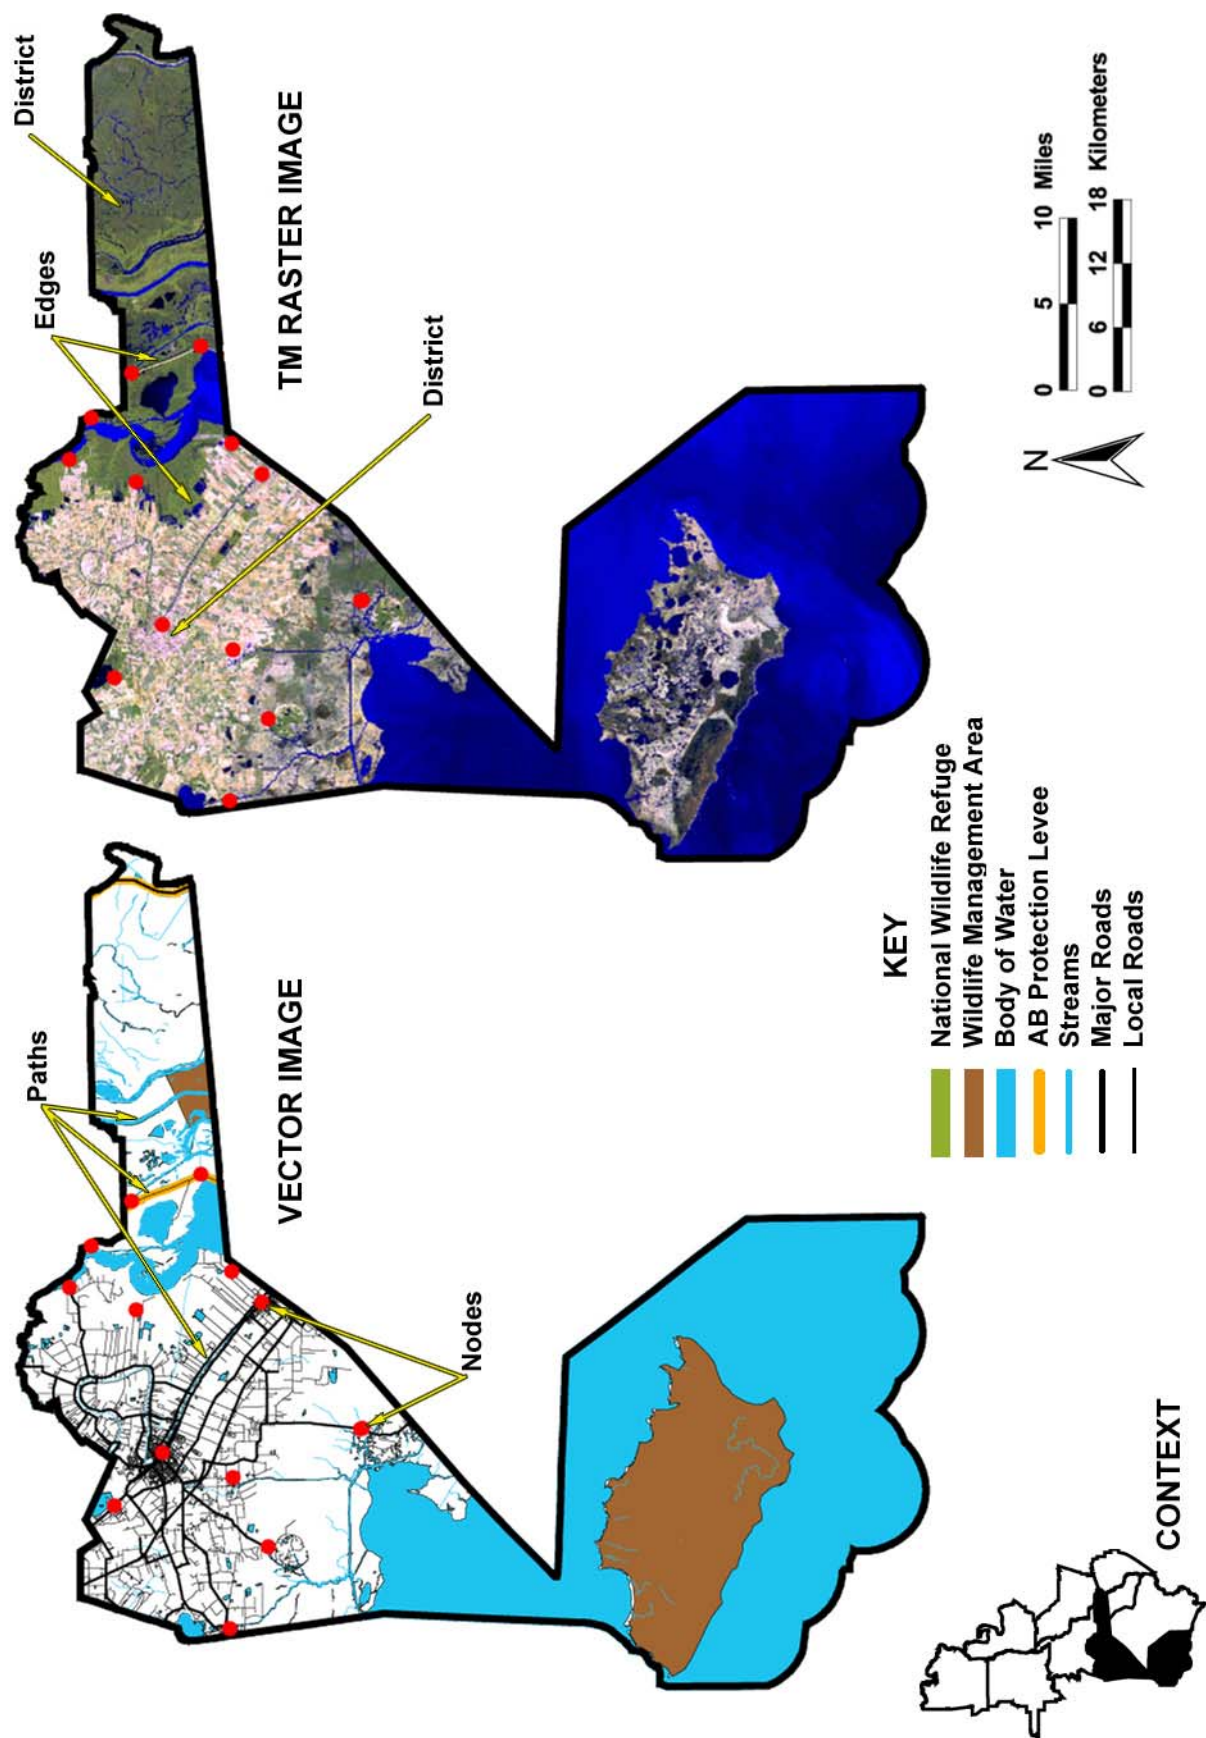 Paths
VECTOR IMAGE
Nodes
District
Edges
TM RASTER IMAGE
District
KEY
National Wildlife Refuge
Wildlife Management Area
Body of Water
AB Protection Levee
Streams
Major Roads
Local Roads
CONTEXT
N
0 5 10 Miles
0 6 12 18 Kilometers